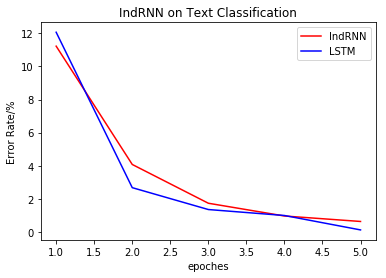 IndRNN on Text Classification
IndRNN
LSTM
Error Rate/%
12
10
8
6
4
2
0
1.0 1.5 2.0 2.5 3.0 3.5 4.0 4.5 5.0
epoches